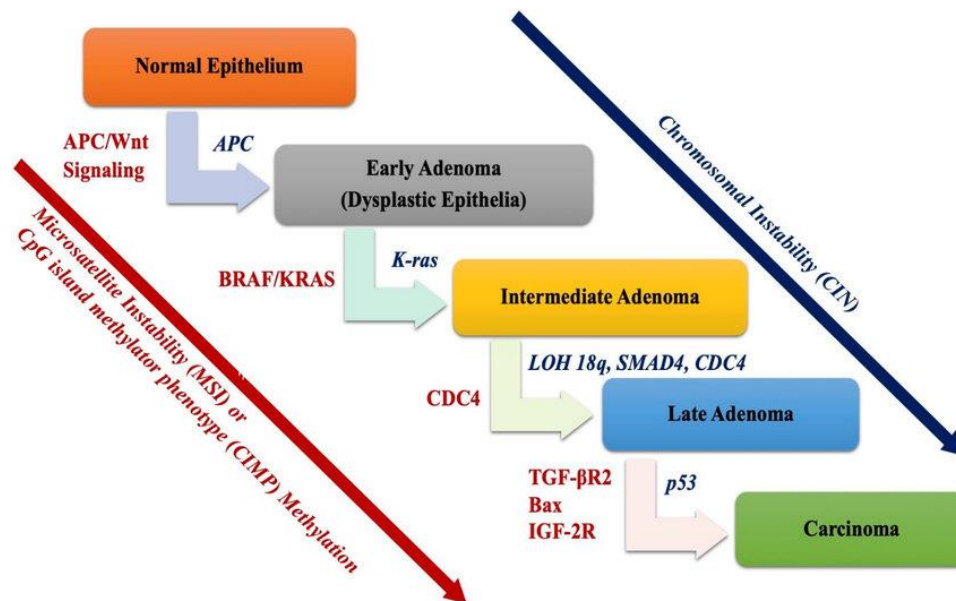 Normal Epithelium
APC/Wnt
Signaling
APC
Early Adenoma
(Dysplastic Epithelia)
BRAF/KRAS
K-ras
Intermediate Adenoma
CDC4
LOH 18q, SMAD4, CDC4
Late Adenoma
TGF-βR2
Bax
IGF-2R
p53
Carcinoma
Chromosomal Instability (CIN)
Microsatellite Instability (MSI) or
CpG island methylator phenotype (CIMP) Methylation